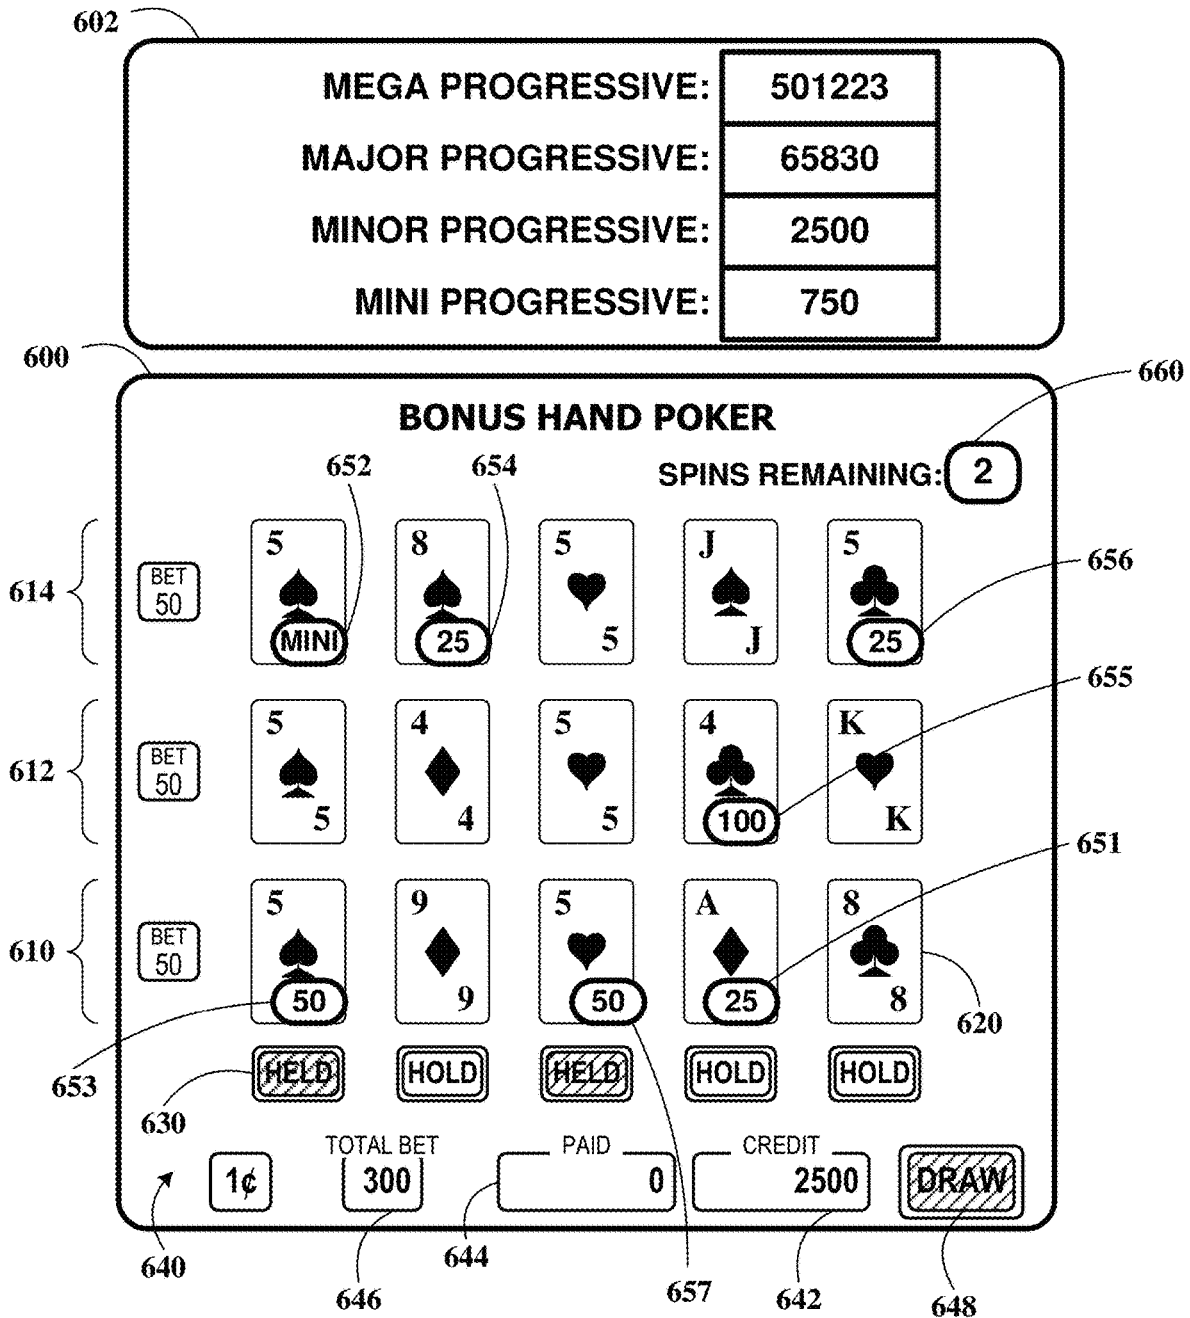 602
MEGA PROGRESSIVE: 501223
MAJOR PROGRESSIVE: 65830
MINOR PROGRESSIVE: 2500
MINI PROGRESSIVE: 750
600
660
BONUS HAND POKER
652 654 SPINS REMAINING: 2
614 BET 50 5 MINI 8 25 5 5 J J 5 25 656
655
612 BET 50 5 5 4 4 5 5 4 100 K K
651
610 BET 50 5 50 9 9 5 50 A 25 8 8
620
653 HELD HOLD HELD HOLD HOLD
630
TOTAL BET PAID CREDIT
1¢ 300 0 2500 DRAW
640 646 644 657 642 648